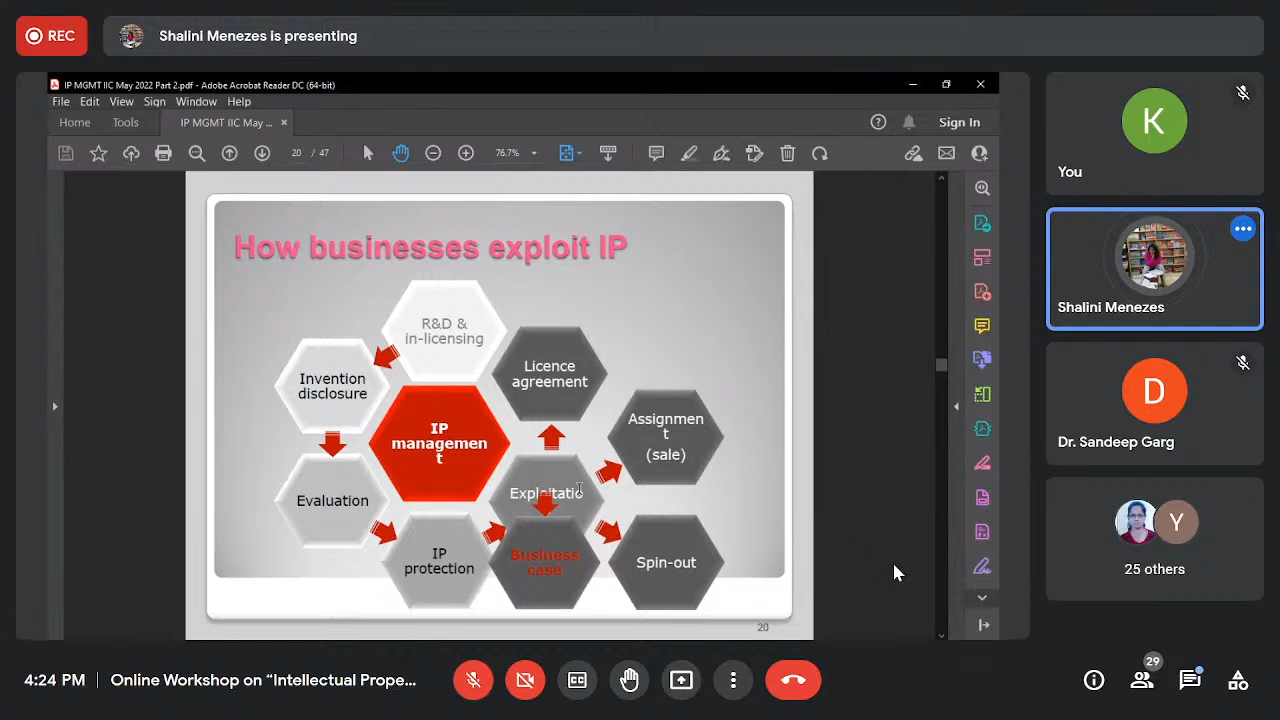 REC
Shalini Menezes is presenting
IP MGMT IIC May 2022 Part 2.pdf - Adobe Acrobat Reader DC (64-bit)
File Edit View Sign Window Help
Home Tools IP MGMT IIC May ... × Sign In
20 / 47 76.7%
How businesses exploit IP
R&D &
in-licensing
Invention
disclosure
Licence
agreement
IP
managemen
t
Assignmen
t
(sale)
Evaluation
Exploitatio
IP
protection
Business
case
Spin-out
20
K
You
Shalini Menezes
D
Dr. Sandeep Garg
Y
25 others
4:24 PM | Online Workshop on “Intellectual Prope...
29